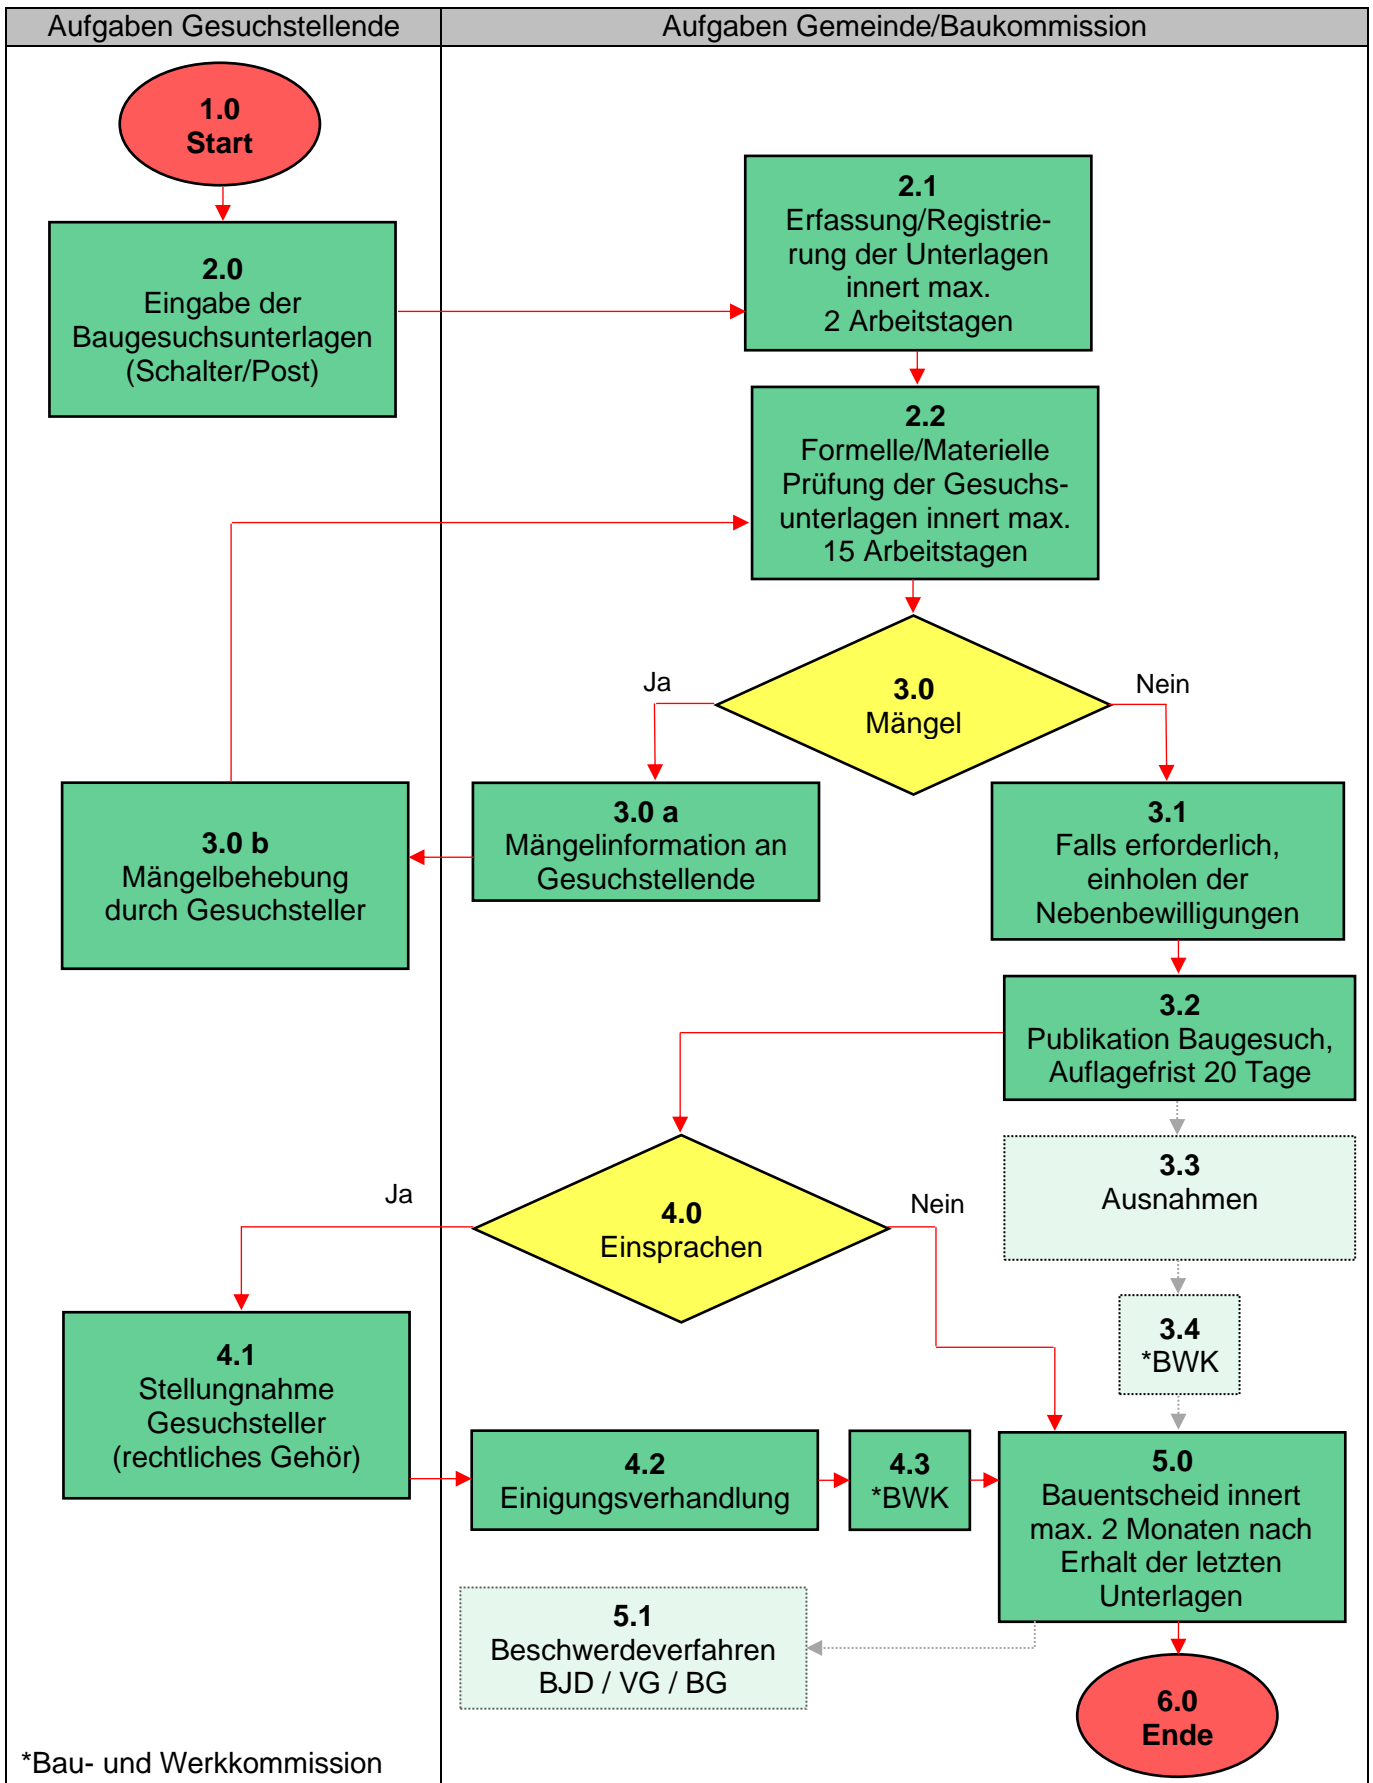 Aufgaben Gesuchstellende
Aufgaben Gemeinde/Baukommission
1.0
Start
2.0
Eingabe der
Baugesuchsunterlagen
(Schalter/Post)
2.1
Erfassung/Registrie-
rung der Unterlagen
innert max.
2 Arbeitstagen
2.2
Formelle/Materielle
Prüfung der Gesuchs-
unterlagen innert max.
15 Arbeitstagen
3.0
Mängel
Ja
Nein
3.0 a
Mängelinformation an
Gesuchstellende
3.0 b
Mängelbehebung
durch Gesuchsteller
3.1
Falls erforderlich,
einholen der
Nebenbewilligungen
3.2
Publikation Baugesuch,
Auflagefrist 20 Tage
3.3
Ausnahmen
3.4
*BWK
4.0
Einsprachen
Ja
Nein
4.1
Stellungnahme
Gesuchsteller
(rechtliches Gehör)
4.2
Einigungsverhandlung
4.3
*BWK
5.0
Bauentscheid innert
max. 2 Monaten nach
Erhalt der letzten
Unterlagen
5.1
Beschwerdeverfahren
BJD / VG / BG
6.0
Ende
*Bau- und Werkkommission